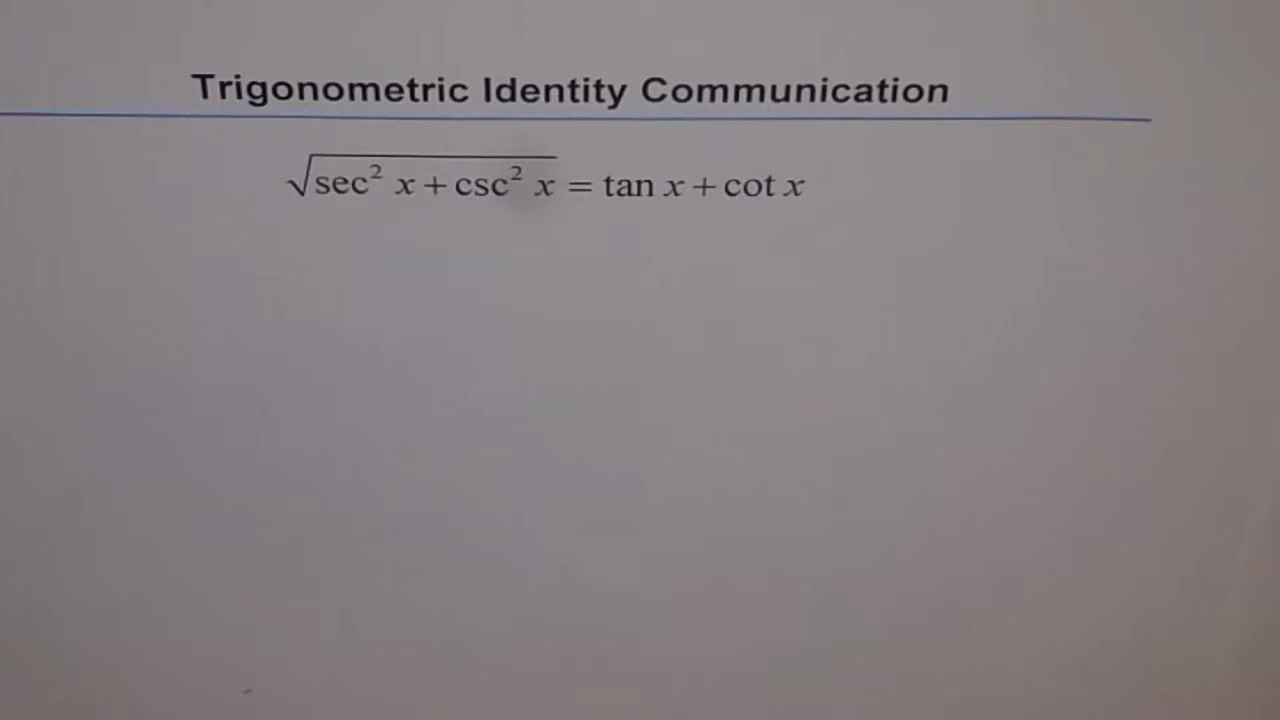 Trigonometric Identity Communication
√(sec² x + csc² x) = tan x + cot x